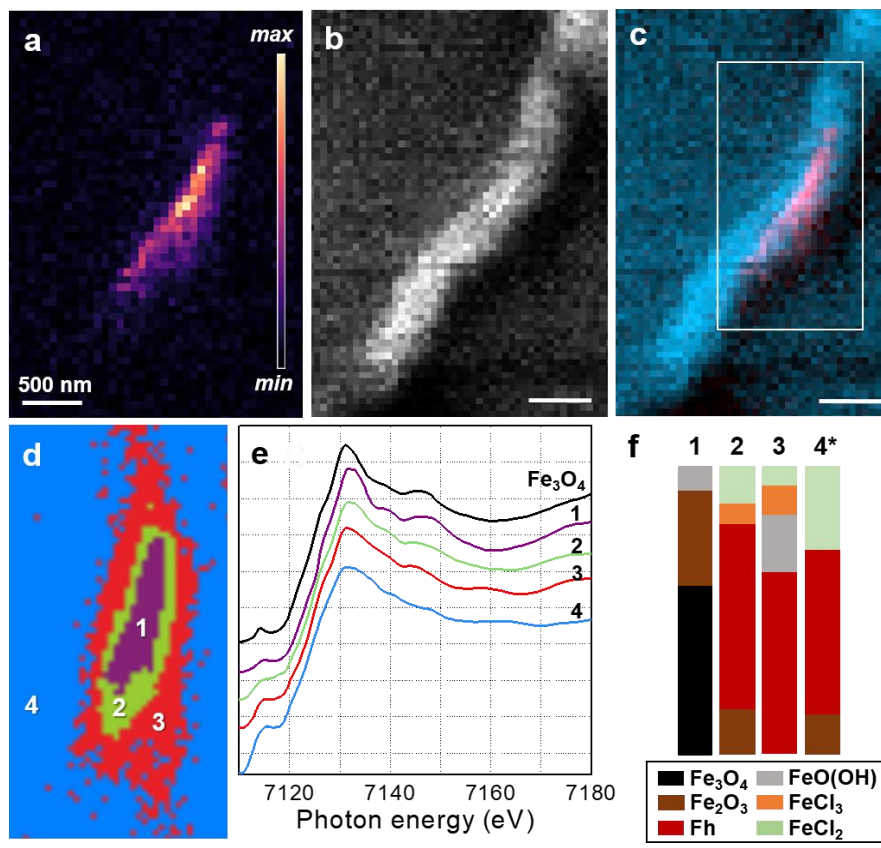 a
max
min
500 nm
b
c
d
1
2
3
4
e
Fe₃O₄
1
2
3
4
7120 7140 7160 7180
Photon energy (eV)
f
1 2 3 4*
Fe₃O₄ FeO(OH)
Fe₂O₃ FeCl₃
Fh FeCl₂